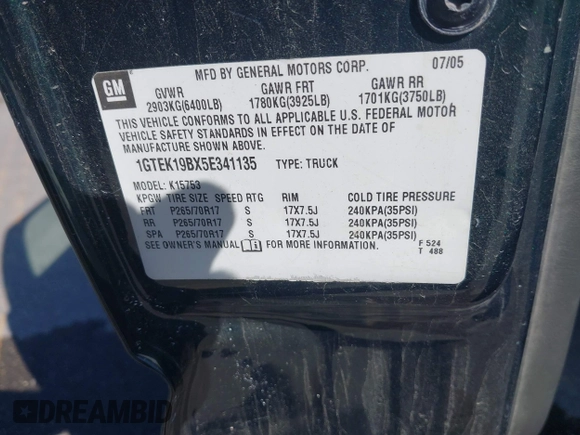 MFD BY GENERAL MOTORS CORP. 07/05
GM
GVWR GAWR FRT GAWR RR
2903KG(6400LB) 1780KG(3925LB) 1701KG(3750LB)
THIS VEHICLE CONFORMS TO ALL APPLICABLE U.S. FEDERAL MOTOR
VEHICLE SAFETY STANDARDS IN EFFECT ON THE DATE OF
MANUFACTURE SHOWN ABOVE.
1GTEK19BX5E341135 TYPE: TRUCK
MODEL: K15753
KPGW TIRE SIZE SPEED RTG RIM COLD TIRE PRESSURE
FRT P265/70R17 S 17X7.5J 240KPA(35PSI)
RR P265/70R17 S 17X7.5J 240KPA(35PSI)
SPA P265/70R17 S 17X7.5J 240KPA(35PSI)
SEE OWNER'S MANUAL FOR MORE INFORMATION.
F 524
T 488
DREAMBID